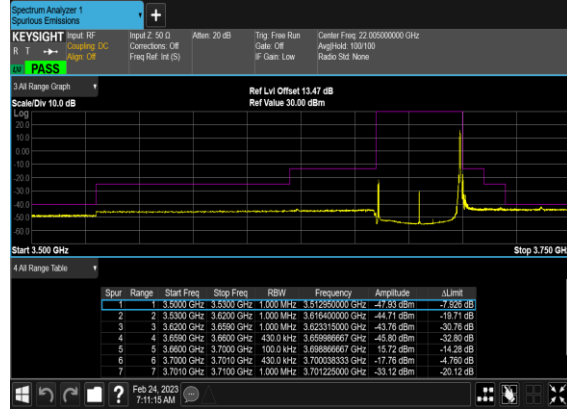 Spectrum Analyzer 1
Spurious Emissions
+
KEYSIGHT Input: RF Input Z: 50 Ω Atten: 20 dB Trig: Free Run Center Freq: 22.005000000 GHz
R T Coupling: DC Corrections: Off Gate: Off Avg|Hold: 100/100
Align: Off Freq Ref: Int (S) IF Gain: Low Radio Std: None
PASS
3 All Range Graph
Ref Lvl Offset 13.47 dB
Scale/Div 10.0 dB Ref Value 30.00 dBm
Log
20.0
10.0
0.00
-10.0
-20.0
-30.0
-40.0
-50.0
-60.0
Start 3.500 GHz Stop 3.750 GH
4 All Range Table
Spur Range Start Freq Stop Freq RBW Frequency Amplitude ΔLimit
1 1 3.5000 GHz 3.5300 GHz 1.000 MHz 3.512950000 GHz -47.93 dBm -7.926 dB
2 2 3.5300 GHz 3.6200 GHz 1.000 MHz 3.616400000 GHz -44.71 dBm -19.71 dB
3 3 3.6200 GHz 3.6590 GHz 1.000 MHz 3.623315000 GHz -43.76 dBm -30.76 dB
4 4 3.6590 GHz 3.6600 GHz 430.0 kHz 3.659986667 GHz -45.80 dBm -32.80 dB
5 5 3.6600 GHz 3.7000 GHz 100.0 kHz 3.698866667 GHz 15.72 dBm -14.28 dB
6 6 3.7000 GHz 3.7010 GHz 430.0 kHz 3.700038333 GHz -17.76 dBm -4.760 dB
7 7 3.7010 GHz 3.7100 GHz 1.000 MHz 3.701225000 GHz -33.12 dBm -20.12 dB
? Feb 24, 2023
7:11:15 AM